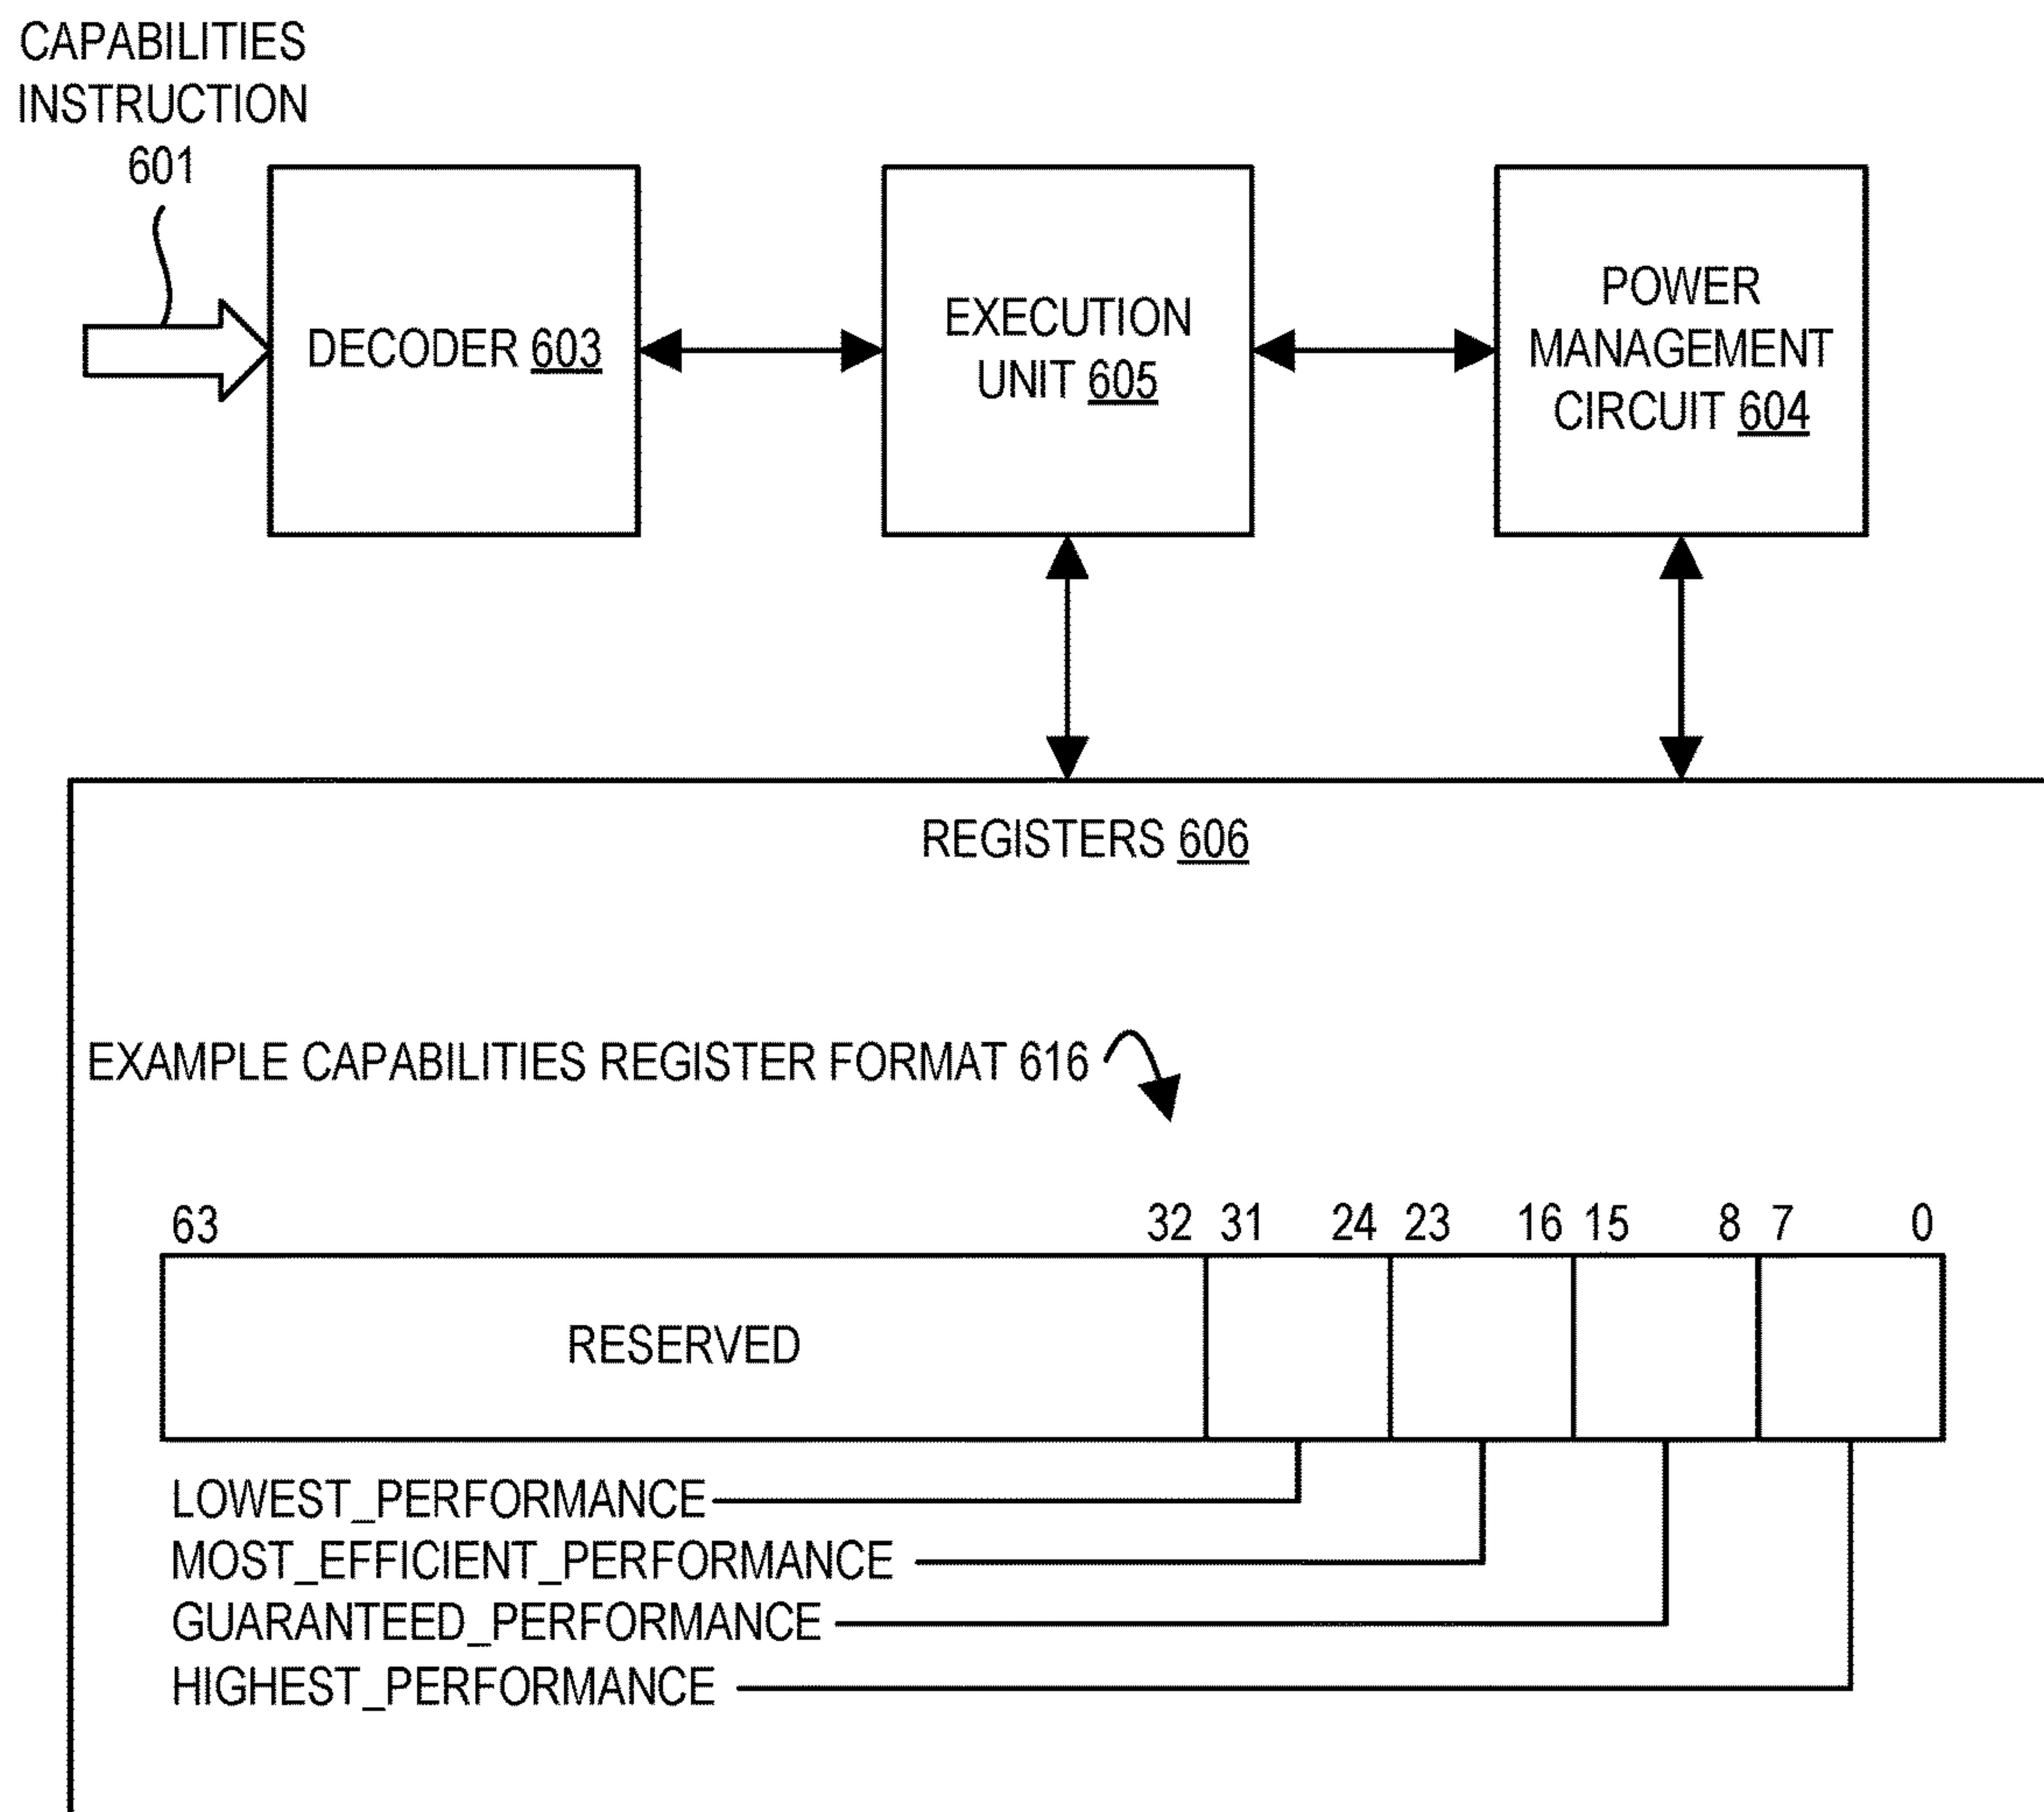 CAPABILITIES
INSTRUCTION
601
DECODER 603
EXECUTION
UNIT 605
POWER
MANAGEMENT
CIRCUIT 604
REGISTERS 606
EXAMPLE CAPABILITIES REGISTER FORMAT 616
63 32 31 24 23 16 15 8 7 0
RESERVED
LOWEST_PERFORMANCE
MOST_EFFICIENT_PERFORMANCE
GUARANTEED_PERFORMANCE
HIGHEST_PERFORMANCE